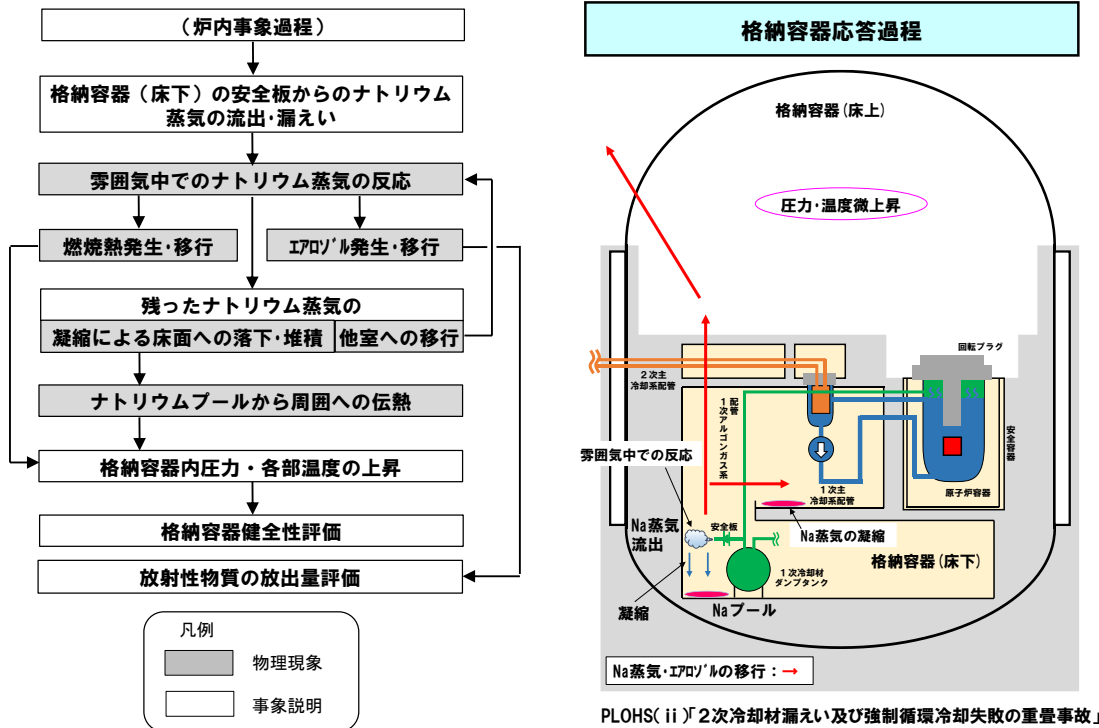 (炉内事象過程)
格納容器(床下)の安全板からのナトリウム
蒸気の流出・漏えい
雰囲気中でのナトリウム蒸気の反応
燃焼熱発生・移行
エアロゾル発生・移行
残ったナトリウム蒸気の
凝縮による床面への落下・堆積
他室への移行
ナトリウムプールから周囲への伝熱
格納容器内圧力・各部温度の上昇
格納容器健全性評価
放射性物質の放出量評価
凡例
物理現象
事象説明
格納容器応答過程
格納容器(床上)
圧力・温度微上昇
回転プラグ
2次主
冷却系配管
1次アルゴンガス系
配管
安全容器
雰囲気中での反応
原子炉容器
1次主
冷却系配管
Na蒸気
流出
安全板
Na蒸気の凝縮
格納容器(床下)
1次冷却材
ダンプタンク
凝縮
Naプール
Na蒸気・エアロゾルの移行:→
PLOHS(ⅱ)「2次冷却材漏えい及び強制循環冷却失敗の重畳事故」